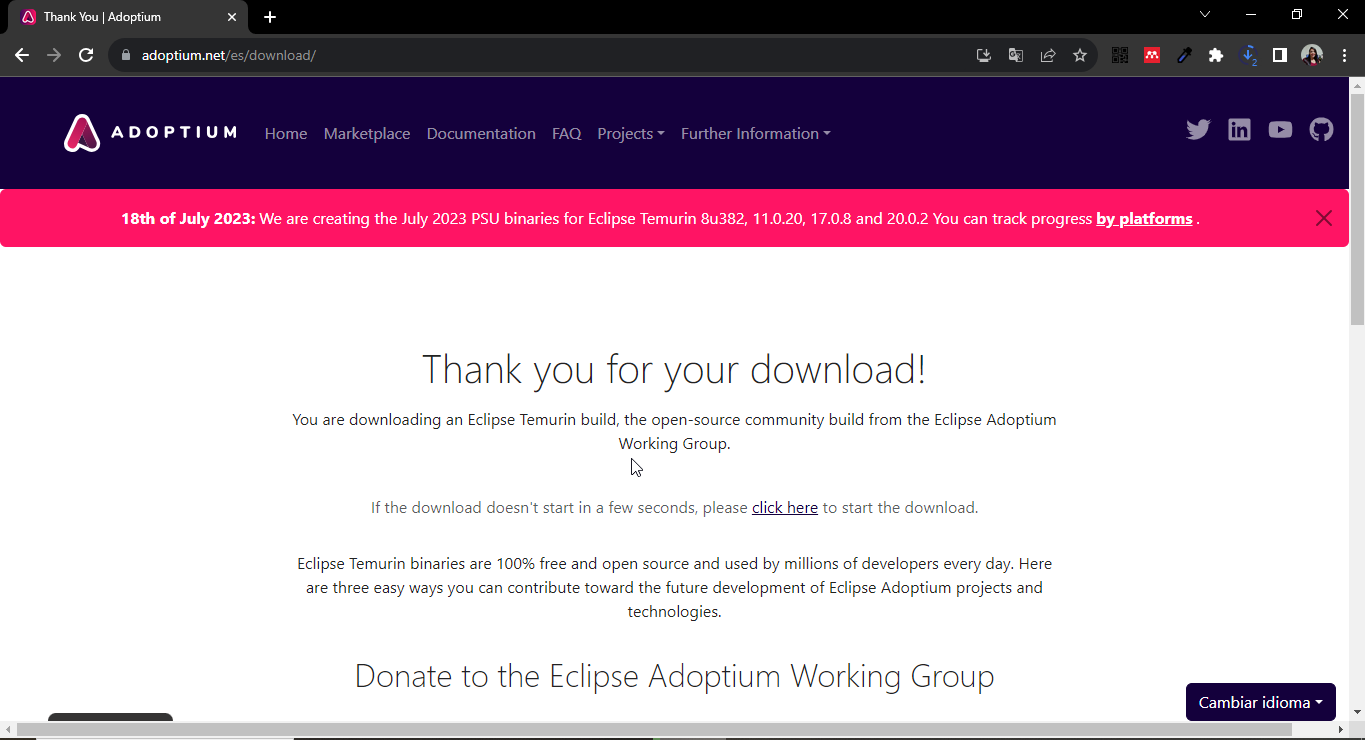 Thank You | Adoptium
adoptium.net/es/download/
2
ADOPTIUM Home Marketplace Documentation FAQ Projects Further Information
18th of July 2023: We are creating the July 2023 PSU binaries for Eclipse Temurin 8u382, 11.0.20, 17.0.8 and 20.0.2 You can track progress by platforms .
Thank you for your download!
You are downloading an Eclipse Temurin build, the open-source community build from the Eclipse Adoptium
Working Group.
If the download doesn't start in a few seconds, please click here to start the download.
Eclipse Temurin binaries are 100% free and open source and used by millions of developers every day. Here
are three easy ways you can contribute toward the future development of Eclipse Adoptium projects and
technologies.
Donate to the Eclipse Adoptium Working Group
Cambiar idioma